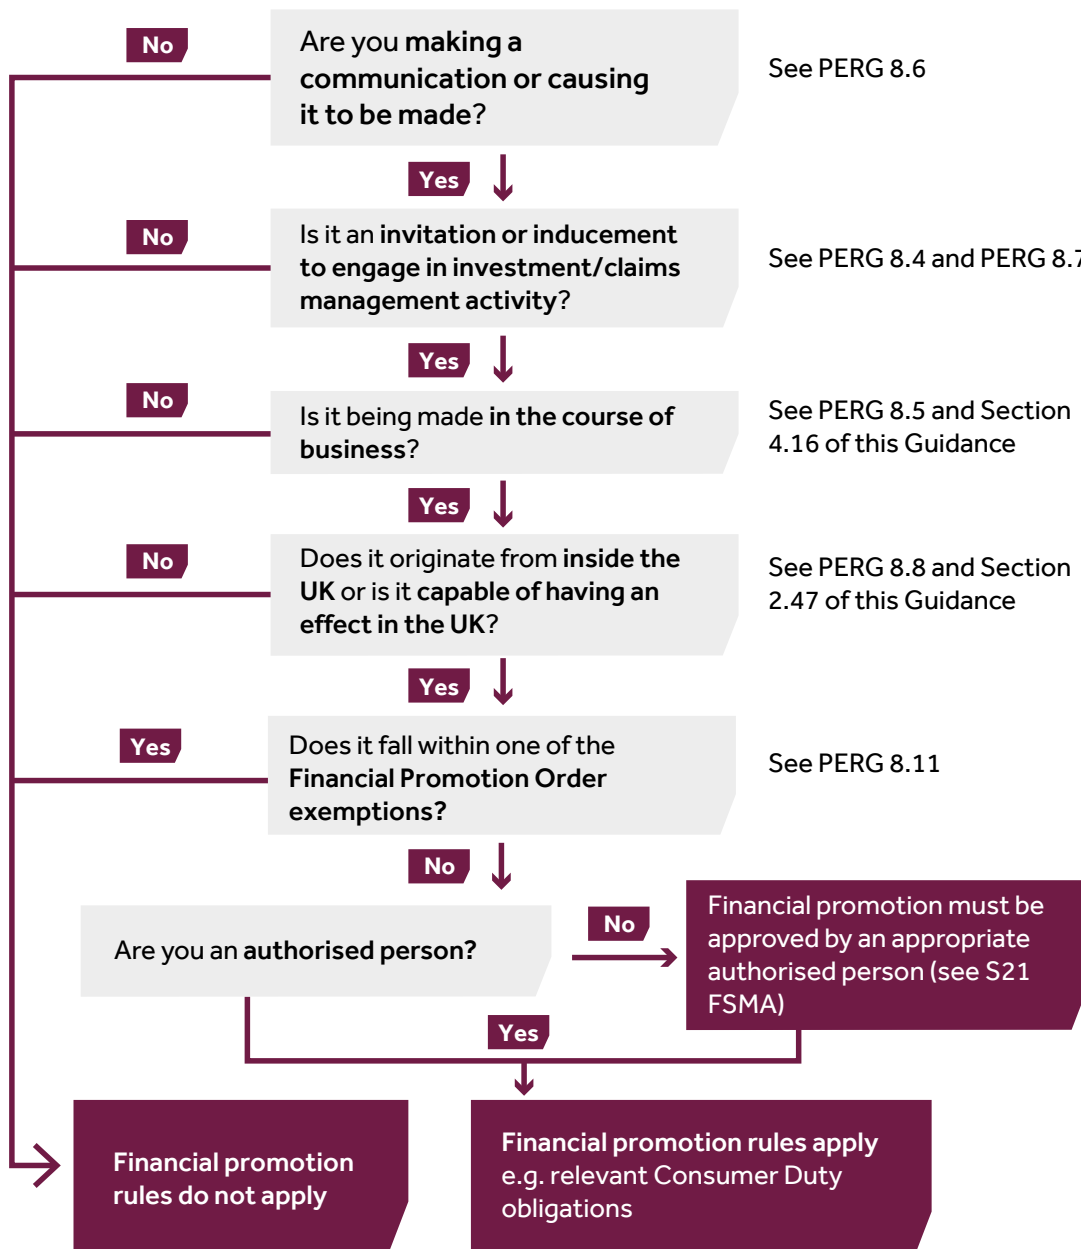 No
Are you making a
communication or causing
it to be made?
See PERG 8.6
Yes
No
Is it an invitation or inducement
to engage in investment/claims
management activity?
See PERG 8.4 and PERG 8.7
Yes
No
Is it being made in the course of
business?
See PERG 8.5 and Section
4.16 of this Guidance
Yes
No
Does it originate from inside the
UK or is it capable of having an
effect in the UK?
See PERG 8.8 and Section
2.47 of this Guidance
Yes
Yes
Does it fall within one of the
Financial Promotion Order
exemptions?
See PERG 8.11
No
Are you an authorised person?
No
Financial promotion must be
approved by an appropriate
authorised person (see S21
FSMA)
Yes
Financial promotion
rules do not apply
Financial promotion rules apply
e.g. relevant Consumer Duty
obligations